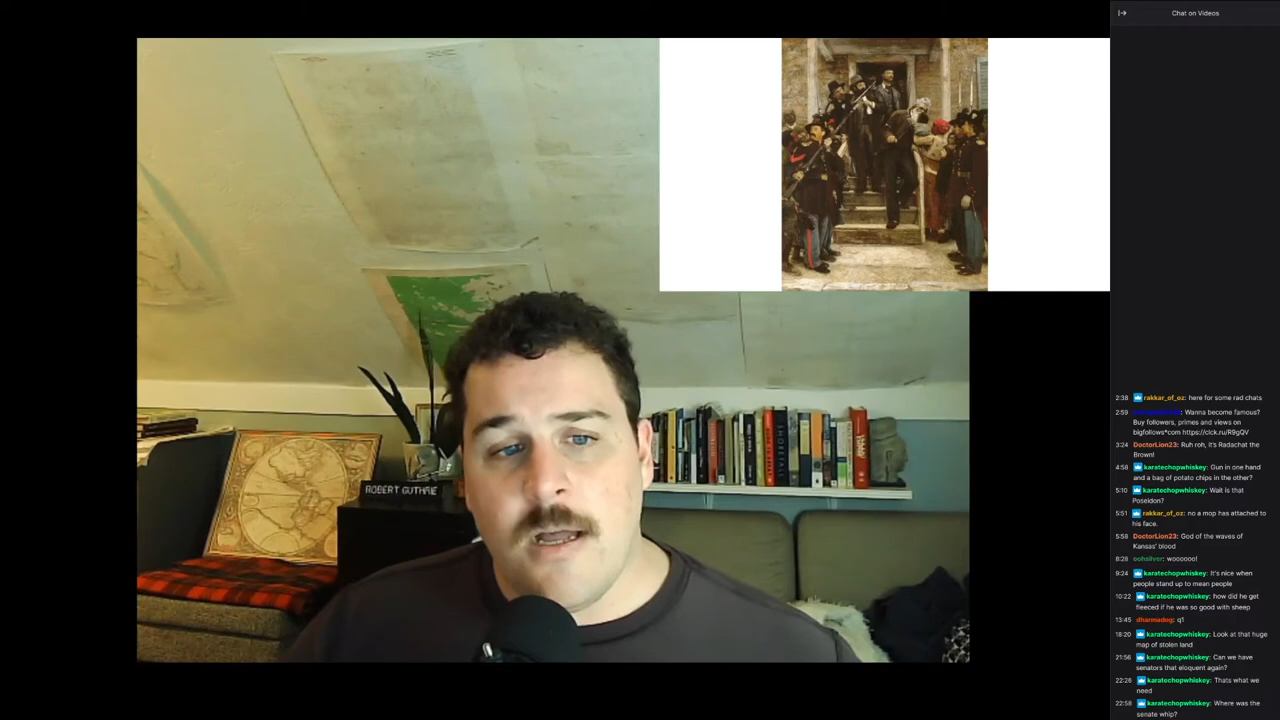 Chat on Videos
2:38 rakkar_of_oz: here for some rad chats
2:59 : Wanna become famous?
Buy followers, primes and views on
bigfollows*com https://clck.ru/R9gQV
3:24 DoctorLion23: Ruh roh, it's Radachat the
Brown!
4:58 karatechopwhiskey: Gun in one hand
and a bag of potato chips in the other?
5:10 karatechopwhiskey: Wait is that
Poseidon?
5:51 rakkar_of_oz: no a mop has attached to
his face.
5:58 DoctorLion23: God of the waves of
Kansas' blood
8:28 oohsilver: woooooo!
9:24 karatechopwhiskey: It's nice when
people stand up to mean people
10:22 karatechopwhiskey: how did he get
fleeced if he was so good with sheep
13:45 dharmadog: q1
18:20 karatechopwhiskey: Look at that huge
map of stolen land
21:56 karatechopwhiskey: Can we have
senators that eloquent again?
22:26 karatechopwhiskey: Thats what we
need
22:58 karatechopwhiskey: Where was the
senate whip?
ROBERT GUTHRIE
SHOREFALL